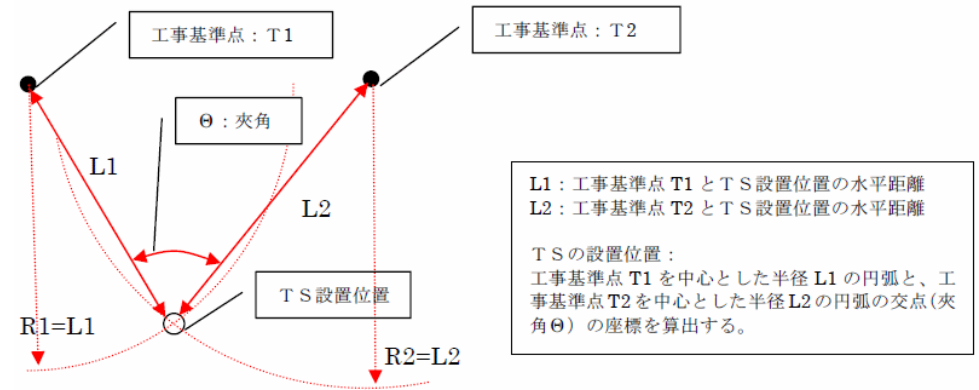 工事基準点：T1
工事基準点：T2
Θ：夾角
L1
L2
ＴＳ設置位置
R1=L1
R2=L2
L1：工事基準点 T1 とＴＳ設置位置の水平距離
L2：工事基準点 T2 とＴＳ設置位置の水平距離
ＴＳの設置位置：
工事基準点 T1 を中心とした半径 L1 の円弧と、工
事基準点 T2 を中心とした半径 L2 の円弧の交点(夾
角Θ）の座標を算出する。